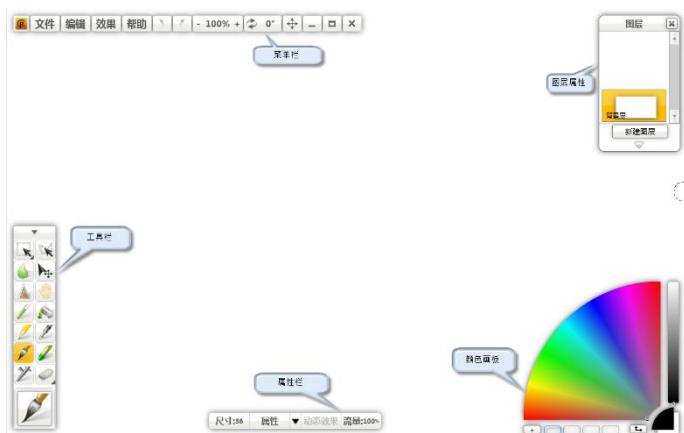 文件 编辑 效果 帮助 - 100% + 0°
菜单栏
图层
图层属性
背景层
新建图层
工具栏
颜色画板
属性栏
尺寸:36 属性 动态效果 流量:100%